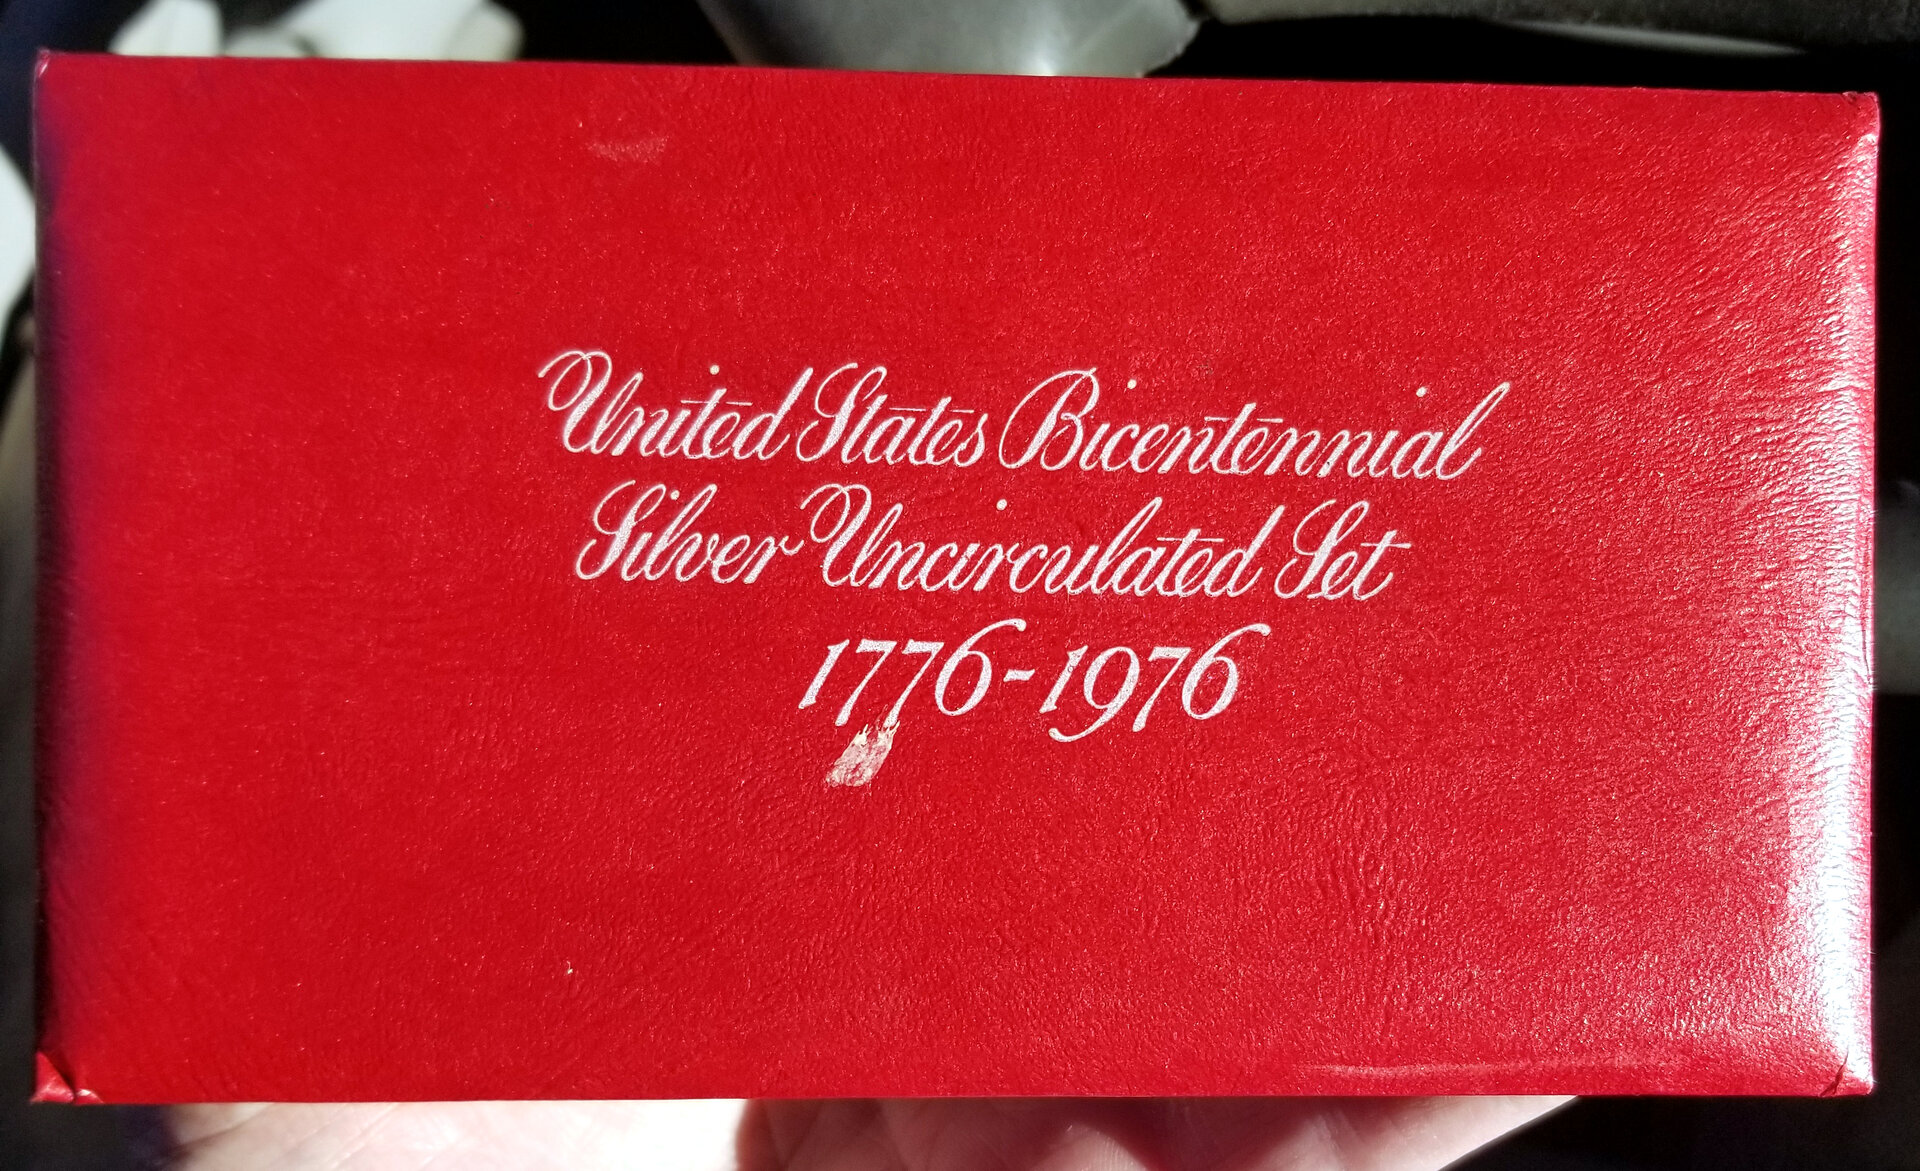 United States Bicentennial
Silver Uncirculated Set
1776-1976